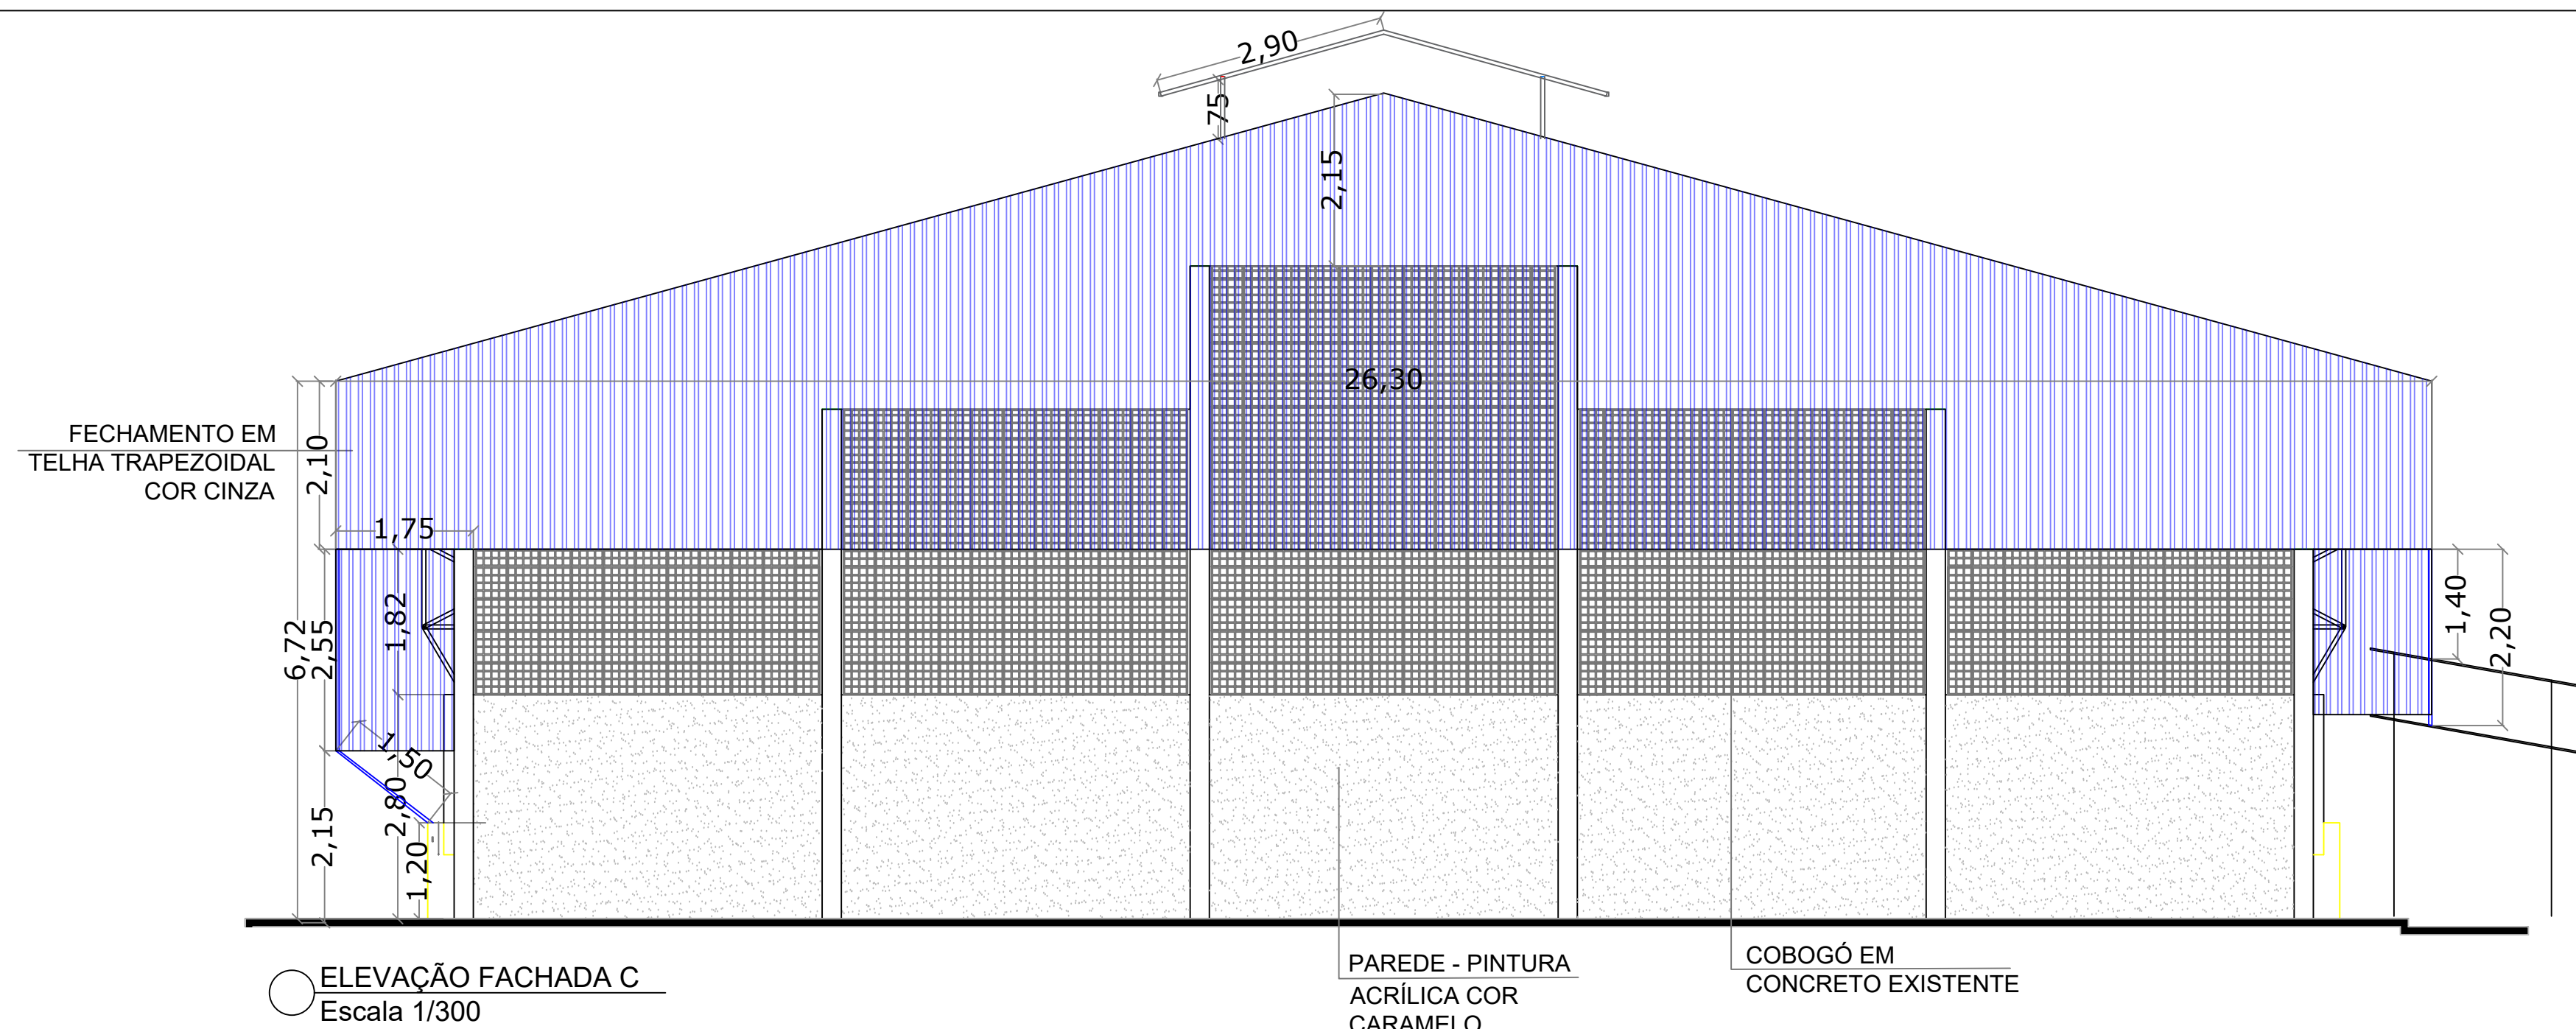 2,90
75
2,15
26,30
FECHAMENTO EM
TELHA TRAPEZOIDAL
COR CINZA
2,10
1,75
6,72
2,55
1,82
1,40
2,20
1,50
2,80
2,15
1,20
ELEVAÇÃO FACHADA C
Escala 1/300
PAREDE - PINTURA
ACRÍLICA COR
CARAMELO
COBOGÓ EM
CONCRETO EXISTENTE